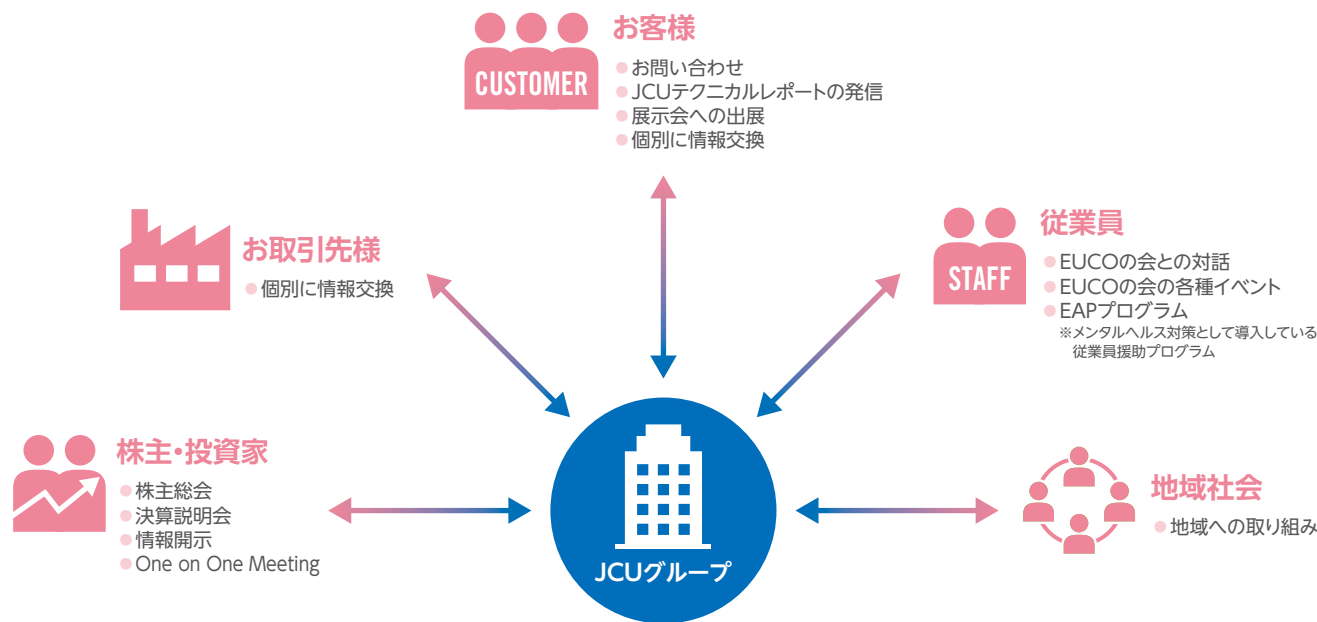 お客様
CUSTOMER
お問い合わせ
JCUテクニカルレポートの発信
展示会への出展
個別に情報交換
お取引先様
個別に情報交換
従業員
STAFF
EUCOの会との対話
EUCOの会の各種イベント
EAPプログラム
※メンタルヘルス対策として導入している
従業員援助プログラム
株主・投資家
株主総会
決算説明会
情報開示
One on One Meeting
地域社会
地域への取り組み
JCUグループ